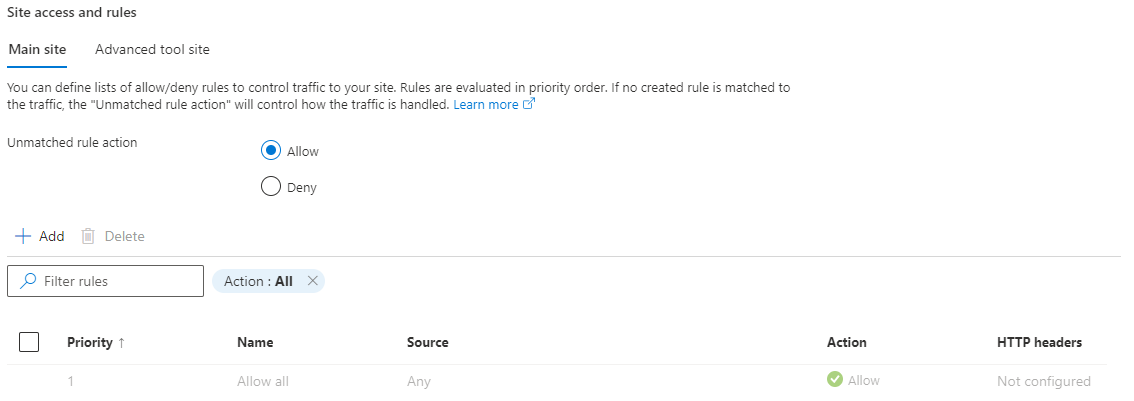 Site access and rules
Main site Advanced tool site
You can define lists of allow/deny rules to control traffic to your site. Rules are evaluated in priority order. If no created rule is matched to
the traffic, the "Unmatched rule action" will control how the traffic is handled. Learn more
Unmatched rule action
Allow
Deny
Add Delete
Filter rules Action : All
Priority ↑ Name Source Action HTTP headers
1 Allow all Any Allow Not configured